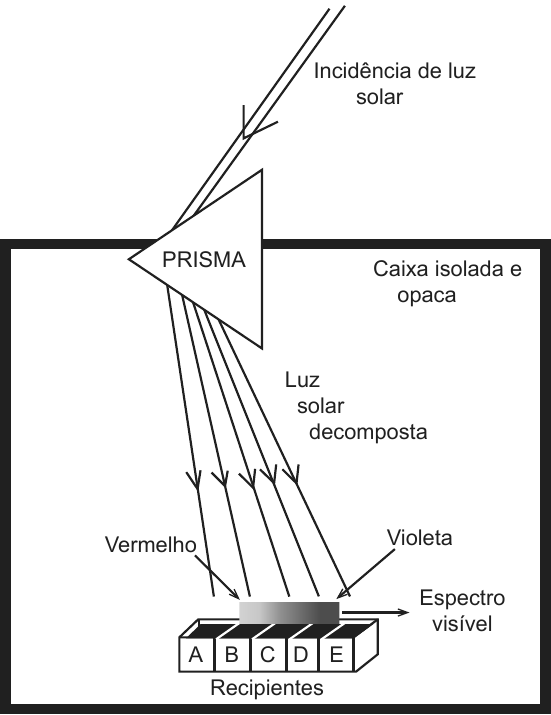 Incidência de luz
solar
PRISMA
Caixa isolada e
opaca
Luz
solar
decomposta
Vermelho
Violeta
Espectro
visível
A B C D E
Recipientes